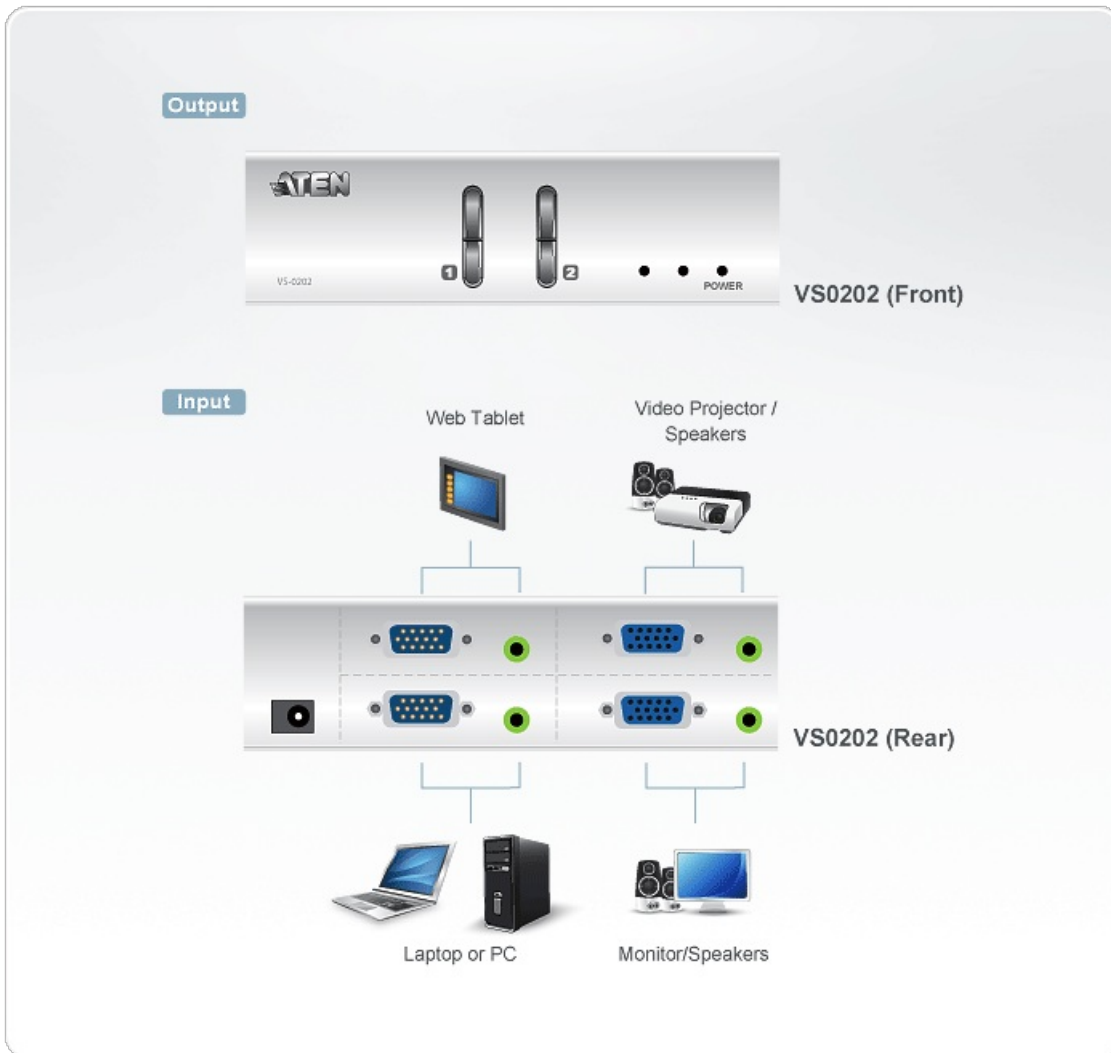 Output
ATEN
1
2
VS-0202
POWER
VS0202 (Front)
Input
Web Tablet
Video Projector /
Speakers
VS0202 (Rear)
Laptop or PC
Monitor/Speakers